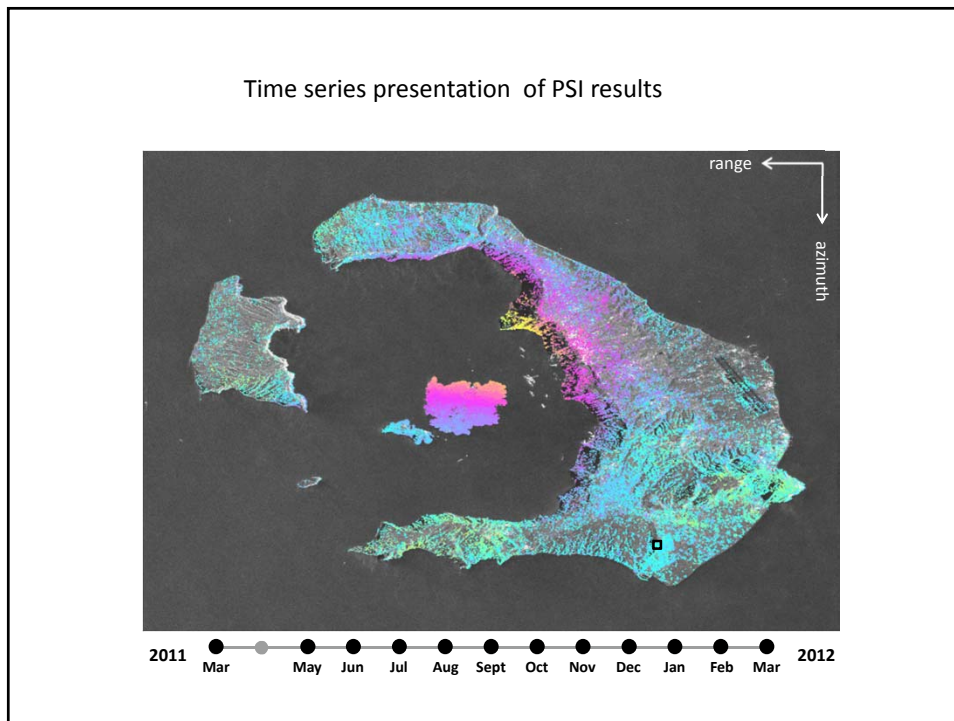 Time series presentation of PSI results
range
azimuth
2011
Mar
May
Jun
Jul
Aug
Sept
Oct
Nov
Dec
Jan
Feb
Mar
2012